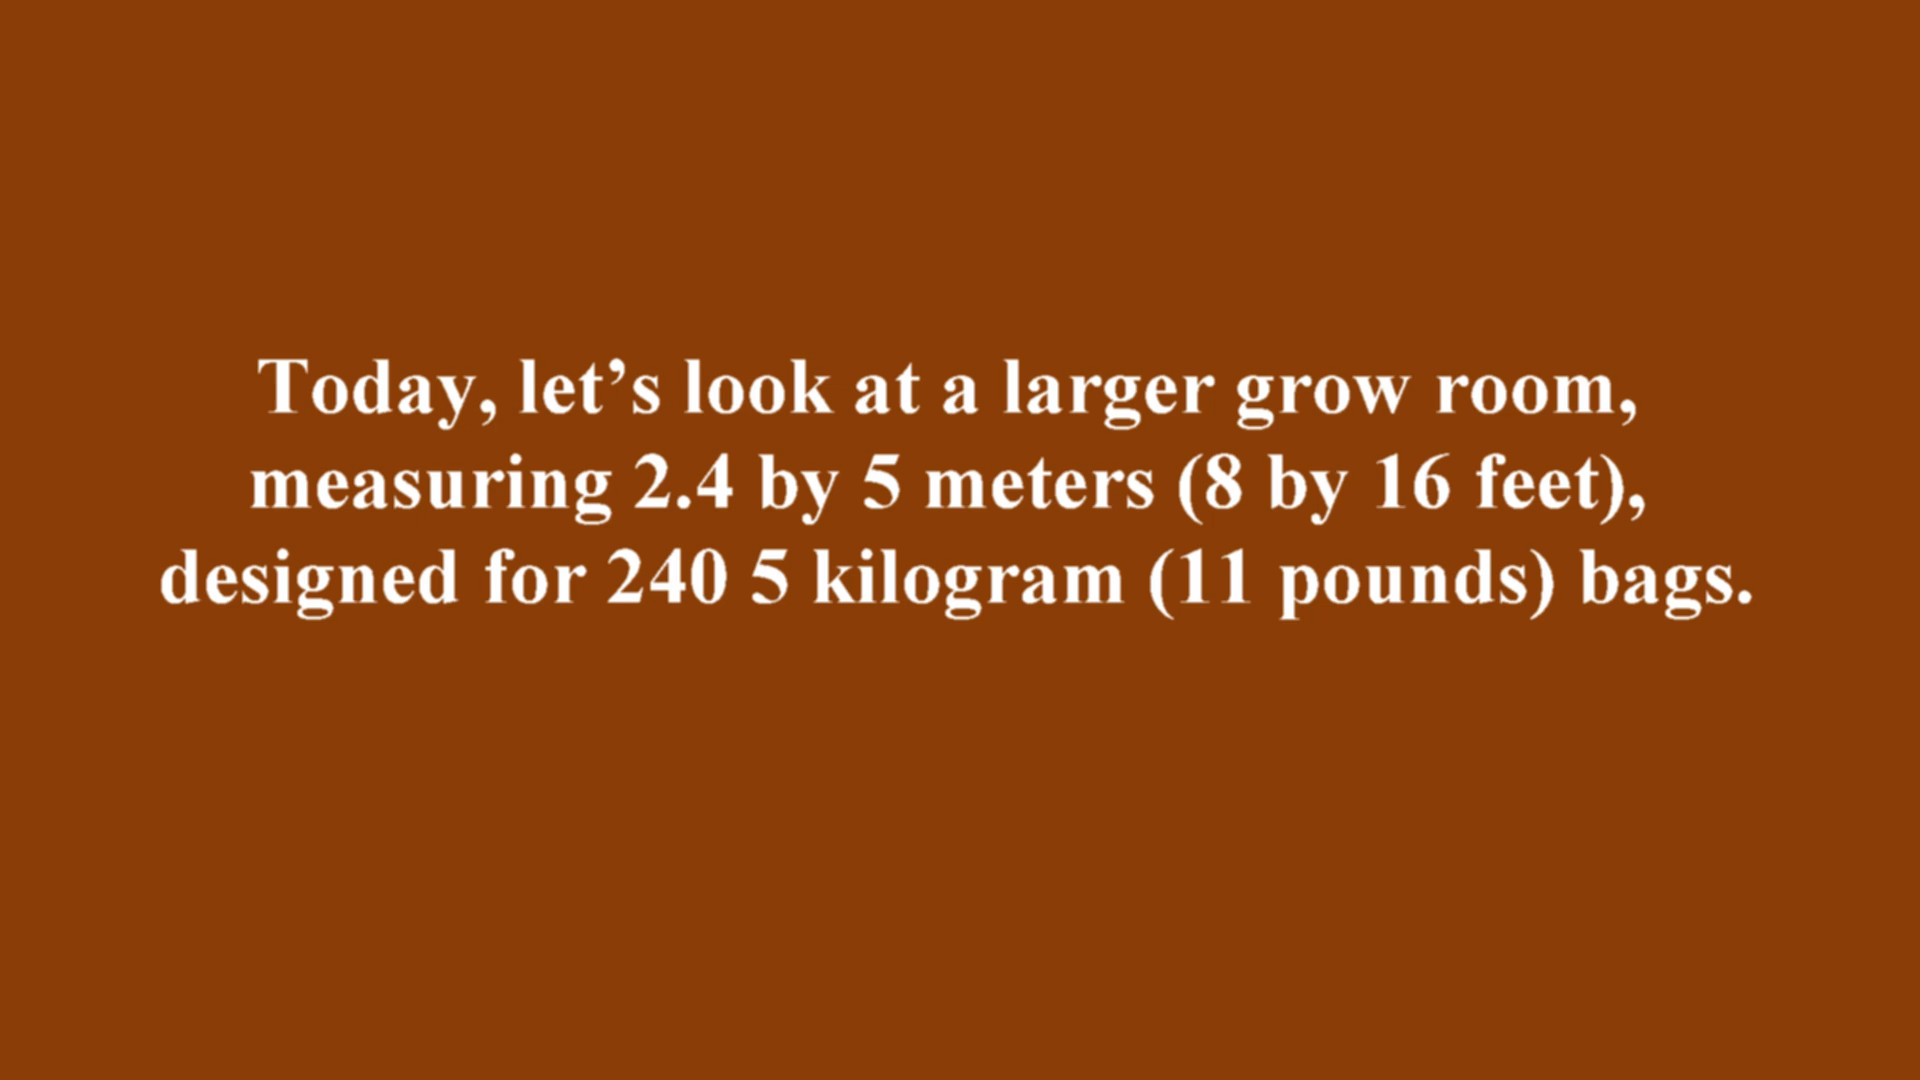 Today, let’s look at a larger grow room,
measuring 2.4 by 5 meters (8 by 16 feet),
designed for 240 5 kilogram (11 pounds) bags.